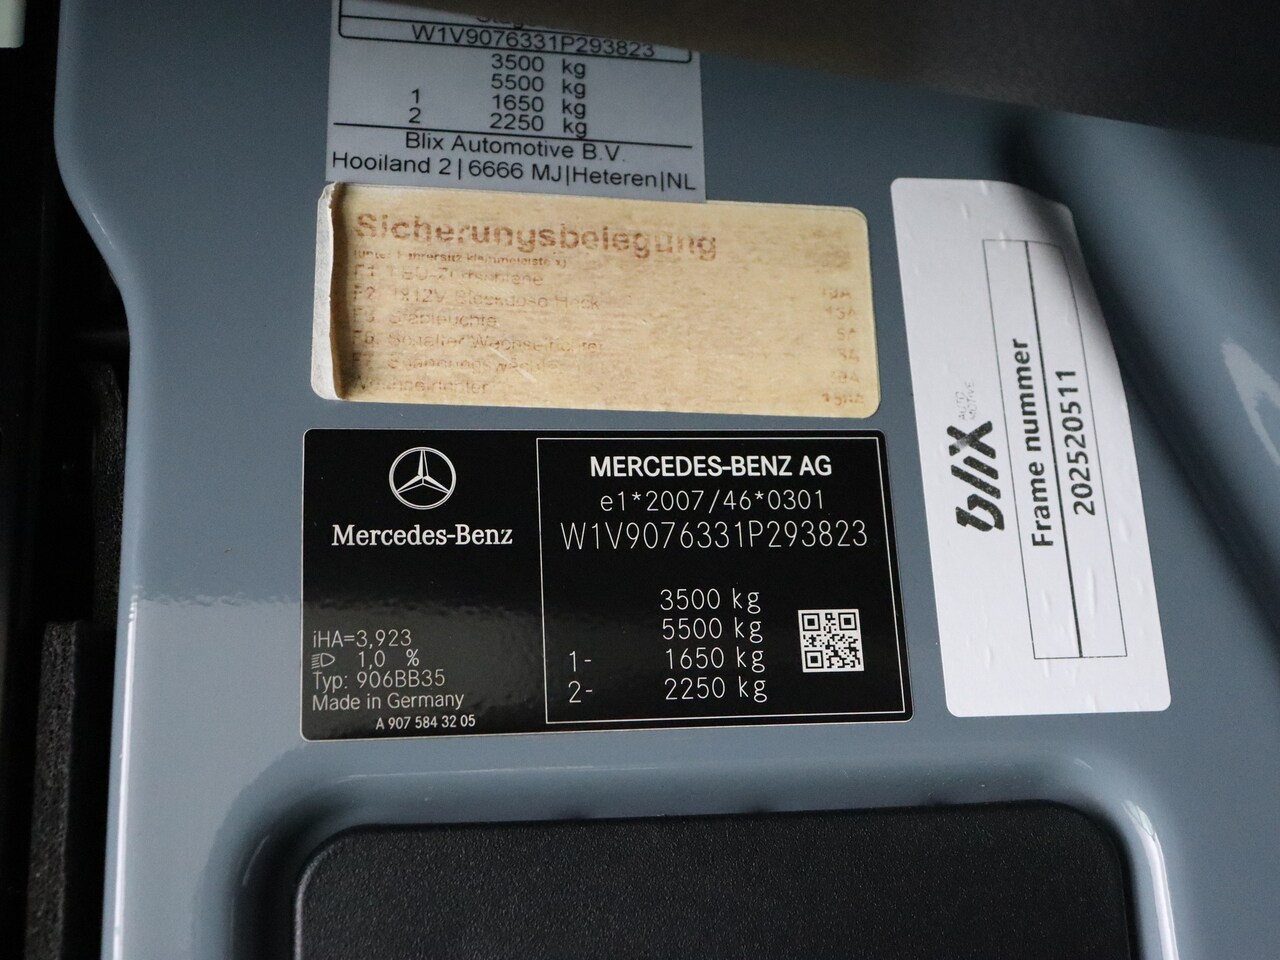 W1V9076331P293823
3500 kg
5500 kg
1 1650 kg
2 2250 kg
Blix Automotive B.V.
Hooiland 2|6666 MJ|Heteren|NL
Sicherungsbelegung
Mercedes-Benz
iHA=3,923
1,0 %
Typ: 906BB35
Made in Germany
A 907 584 32 05
MERCEDES-BENZ AG
e1*2007/46*0301
W1V9076331P293823
3500 kg
5500 kg
1- 1650 kg
2- 2250 kg
blix
AUTO
MOTIVE
Frame nummer
202520511